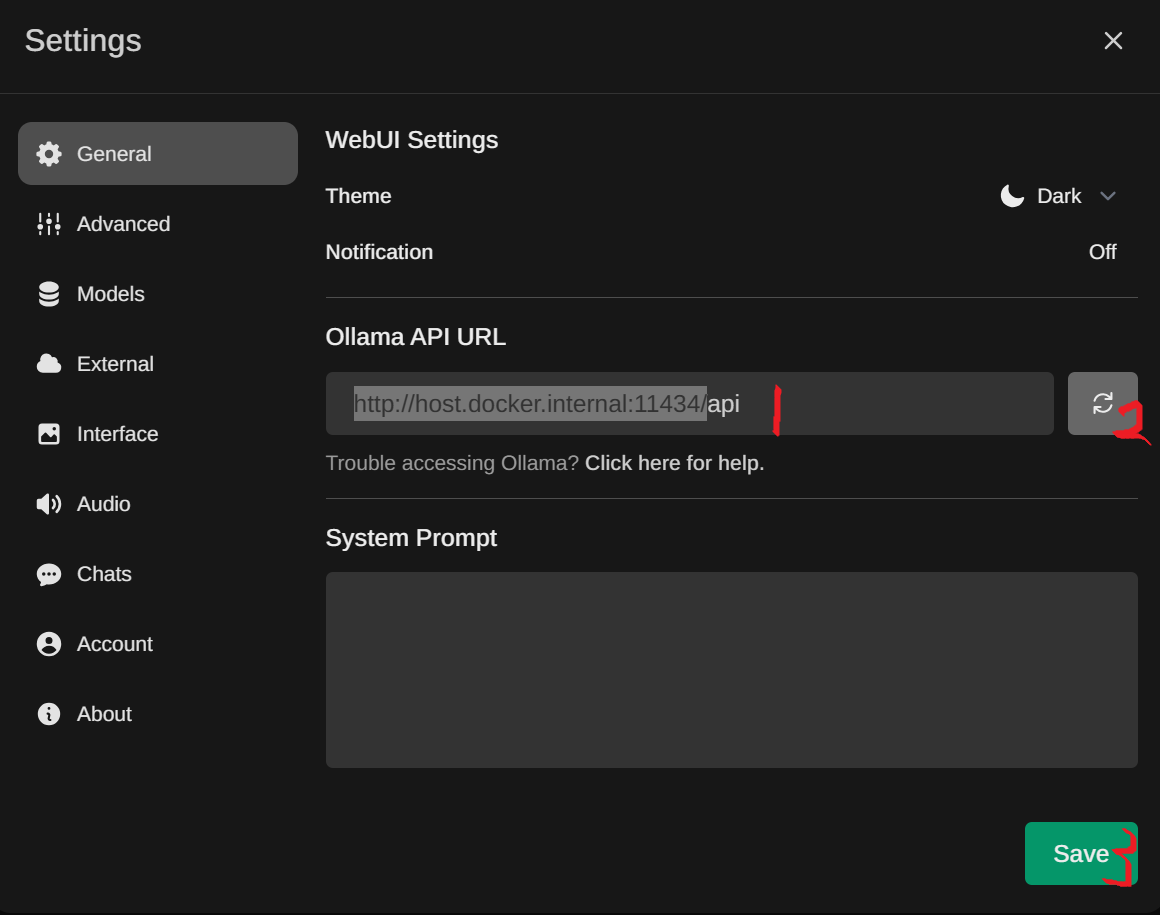 Settings
General
Advanced
Models
External
Interface
Audio
Chats
Account
About
WebUI Settings
Theme
Dark
Notification
Off
Ollama API URL
http://host.docker.internal:11434/api
1
2
Trouble accessing Ollama? Click here for help.
System Prompt
Save
3